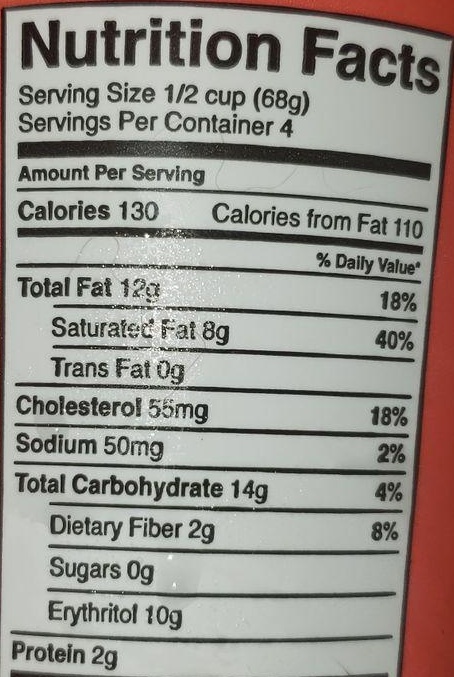 Nutrition Facts
Serving Size 1/2 cup (68g)
Servings Per Container 4
Amount Per Serving
Calories 130 Calories from Fat 110
% Daily Value*
Total Fat 12g 18%
Saturated Fat 8g 40%
Trans Fat 0g
Cholesterol 55mg 18%
Sodium 50mg 2%
Total Carbohydrate 14g 4%
Dietary Fiber 2g 8%
Sugars 0g
Erythritol 10g
Protein 2g